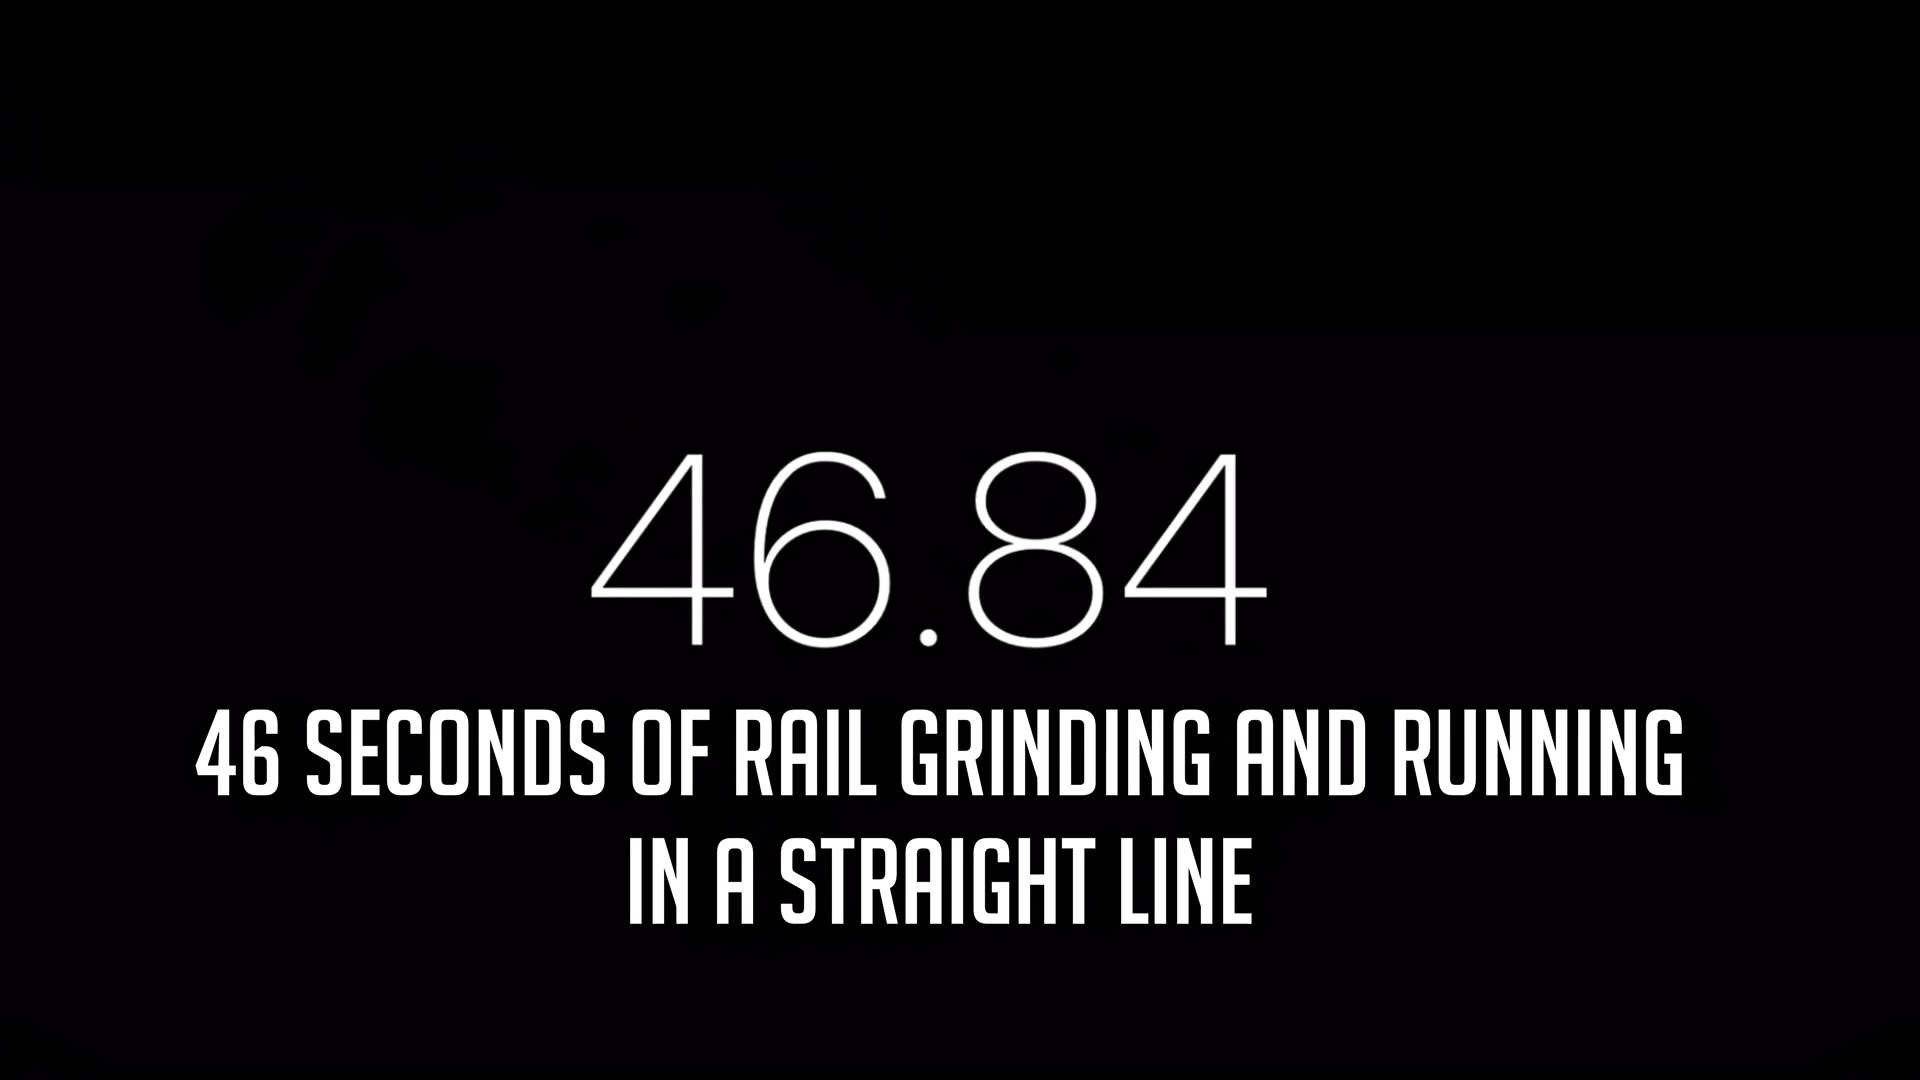 46.84
46 SECONDS OF RAIL GRINDING AND RUNNING
IN A STRAIGHT LINE